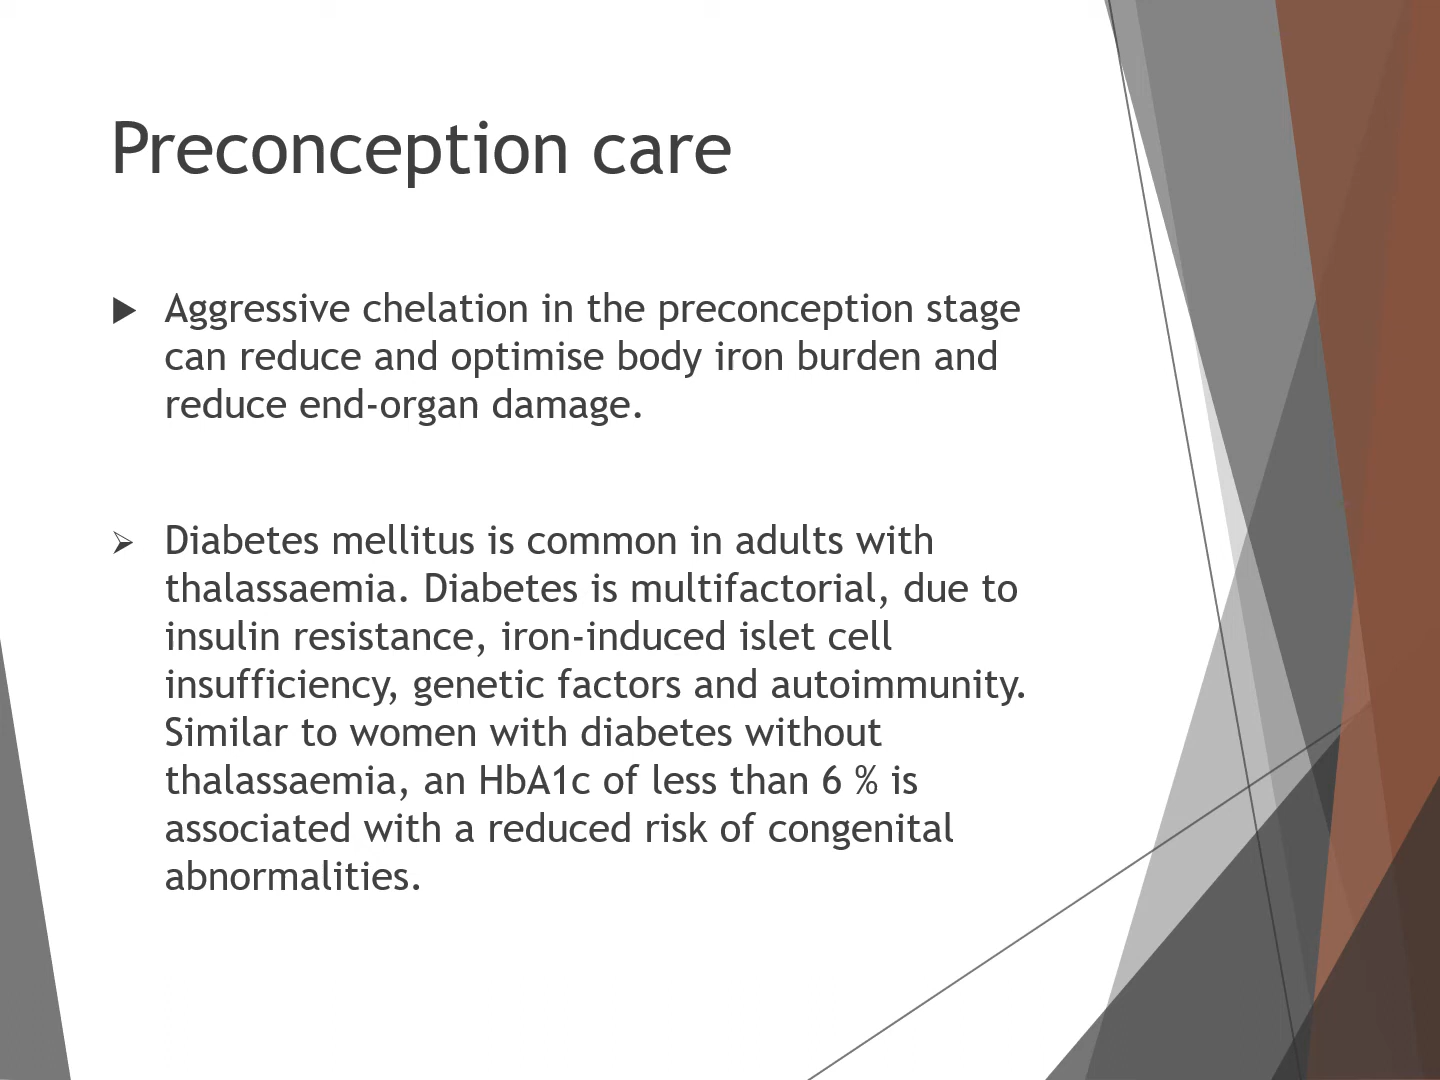 Preconception care
Aggressive chelation in the preconception stage
can reduce and optimise body iron burden and
reduce end-organ damage.
Diabetes mellitus is common in adults with
thalassaemia. Diabetes is multifactorial, due to
insulin resistance, iron-induced islet cell
insufficiency, genetic factors and autoimmunity.
Similar to women with diabetes without
thalassaemia, an HbA1c of less than 6 % is
associated with a reduced risk of congenital
abnormalities.